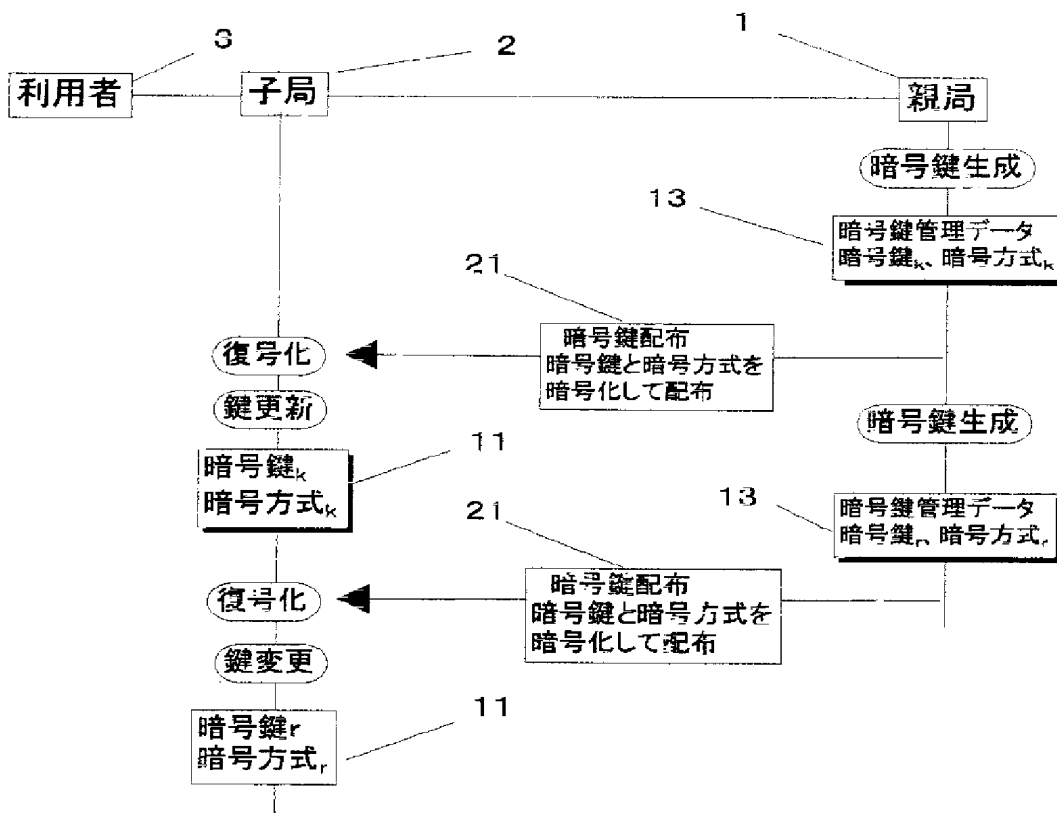 3
2
1
利用者
子局
親局
暗号鍵生成
13
暗号鍵管理データ
暗号鍵k、暗号方式k
21
復号化
暗号鍵配布
暗号鍵と暗号方式を
暗号化して配布
鍵更新
暗号鍵生成
11
暗号鍵k
暗号方式k
13
暗号鍵管理データ
暗号鍵r、暗号方式r
21
復号化
暗号鍵配布
暗号鍵と暗号方式を
暗号化して配布
鍵変更
11
暗号鍵r
暗号方式r